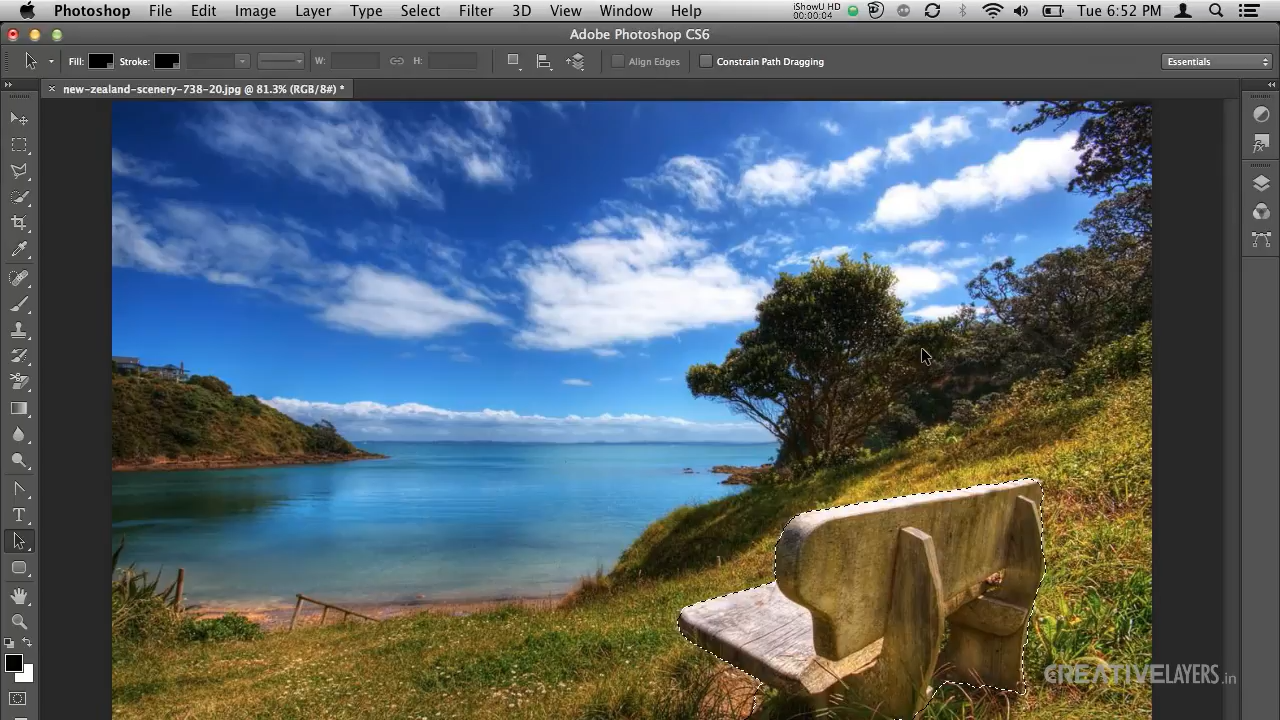 Photoshop File Edit Image Layer Type Select Filter 3D View Window Help iShowU HD 00:00:04 Tue 6:52 PM
Adobe Photoshop CS6
Fill: Stroke: W: H: Align Edges Constrain Path Dragging Essentials
× new-zealand-scenery-738-20.jpg @ 81.3% (RGB/8#) *
CREATIVELAYERS.in